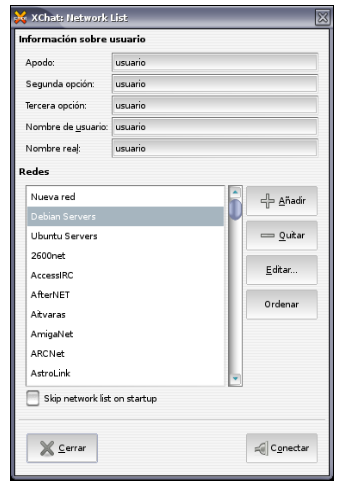 XChat: Network List
Información sobre usuario
Apodo: usuario
Segunda opción: usuario
Tercera opción: usuario
Nombre de usuario: usuario
Nombre real: usuario
Redes
Nueva red
Debian Servers
Ubuntu Servers
2600net
AccessIRC
AfterNET
Aitvaras
AmigaNet
ARCNet
AstroLink
Añadir
Quitar
Editar...
Ordenar
Skip network list on startup
Cerrar
Conectar